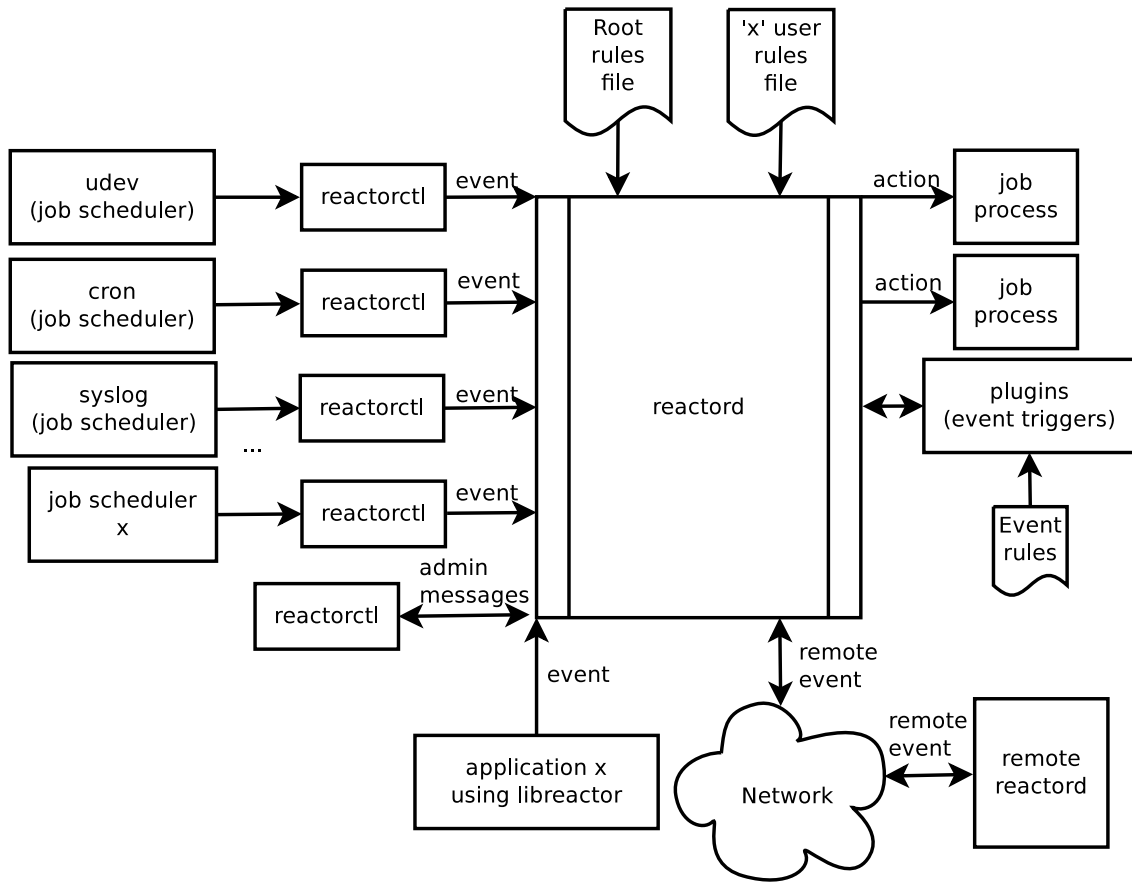 Root
rules
file
'x' user
rules
file
udev
(job scheduler)
reactorctl
event
action
job
process
cron
(job scheduler)
reactorctl
event
action
job
process
syslog
(job scheduler)
reactorctl
event
reactord
plugins
(event triggers)
...
job scheduler
x
reactorctl
event
Event
rules
reactorctl
admin
messages
event
remote
event
application x
using libreactor
Network
remote
event
remote
reactord